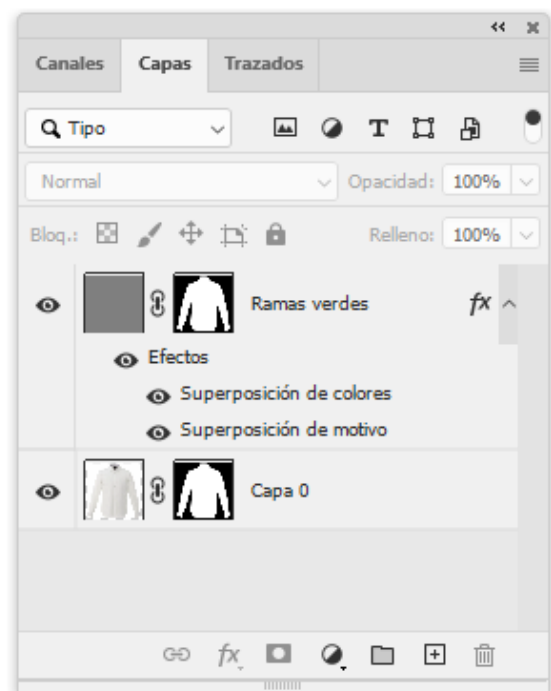 Canales Capas Trazados
Tipo T
Normal Opacidad: 100%
Bloq.: Relleno: 100%
Ramas verdes fx
Efectos
Superposición de colores
Superposición de motivo
Capa 0
fx